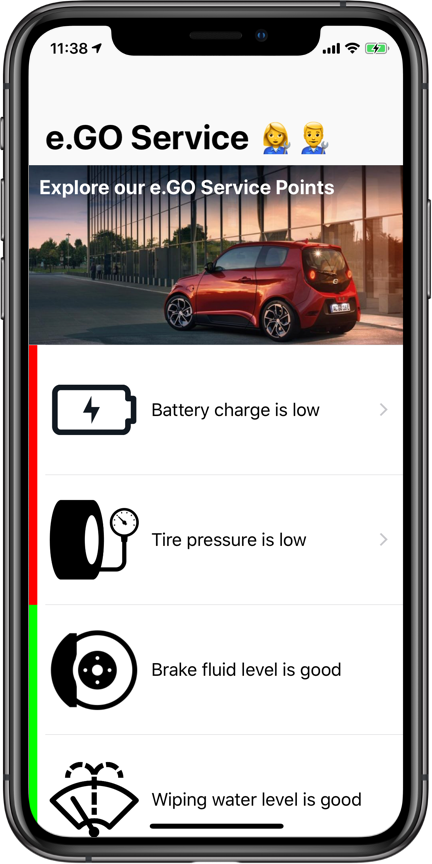 11:38
e.GO Service 👩‍🔧 👨‍🔧
Explore our e.GO Service Points
Battery charge is low
Tire pressure is low
Brake fluid level is good
Wiping water level is good